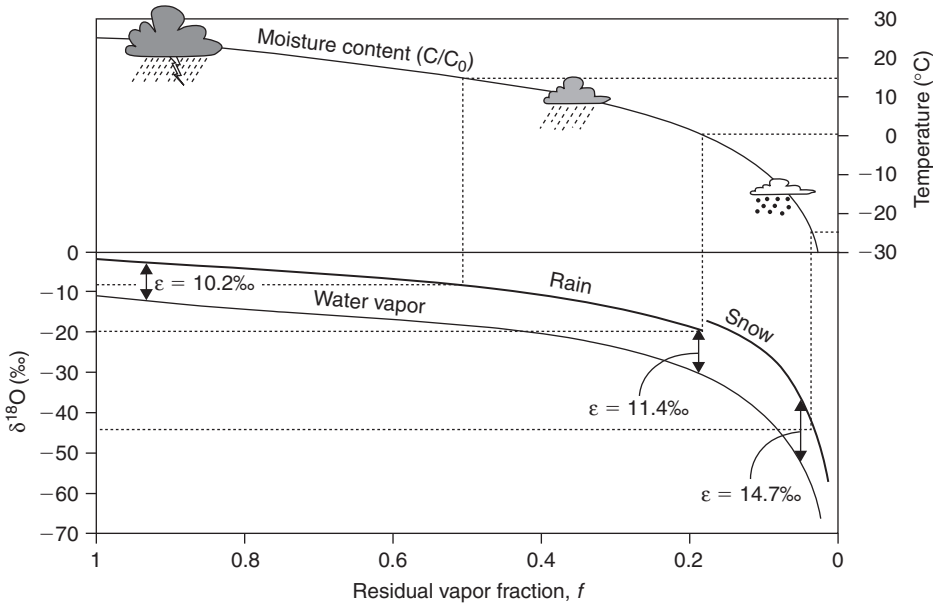 Moisture content (C/C₀)
30
20
10
0
−10
−20
−30
Temperature (°C)
0
−10
−20
−30
−40
−50
−60
−70
δ¹⁸O (‰)
ε = 10.2‰
Water vapor
Rain
Snow
ε = 11.4‰
ε = 14.7‰
1
0.8
0.6
0.4
0.2
0
Residual vapor fraction, f